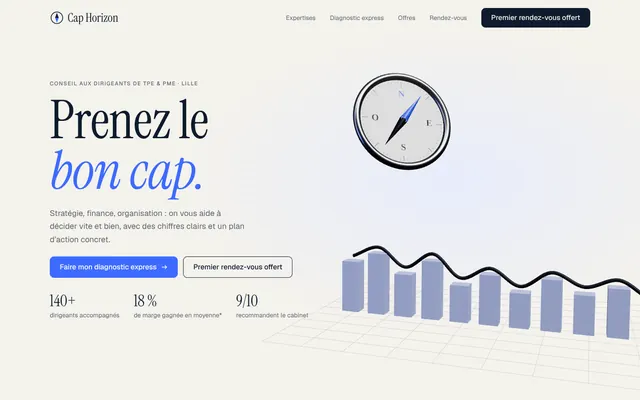 Cap Horizon
Expertises
Diagnostic express
Offres
Rendez-vous
Premier rendez-vous offert
CONSEIL AUX DIRIGEANTS DE TPE & PME · LILLE
Prenez le
bon cap.
Stratégie, finance, organisation : on vous aide à
décider vite et bien, avec des chiffres clairs et un plan
d'action concret.
Faire mon diagnostic express →
Premier rendez-vous offert
140+
dirigeants accompagnés
18 %
de marge gagnée en moyenne*
9/10
recommandent le cabinet
N
O
E
S